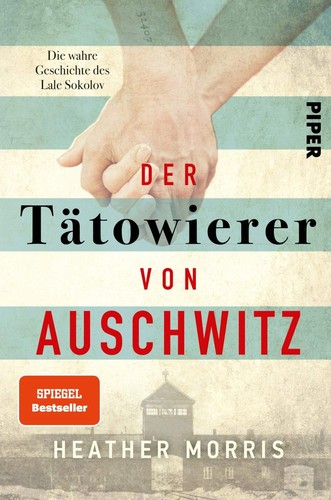 Die wahre
Geschichte des
Lale Sokolov
PIPER
DER
Tätowierer
VON
AUSCHWITZ
SPIEGEL
Bestseller
HEATHER MORRIS